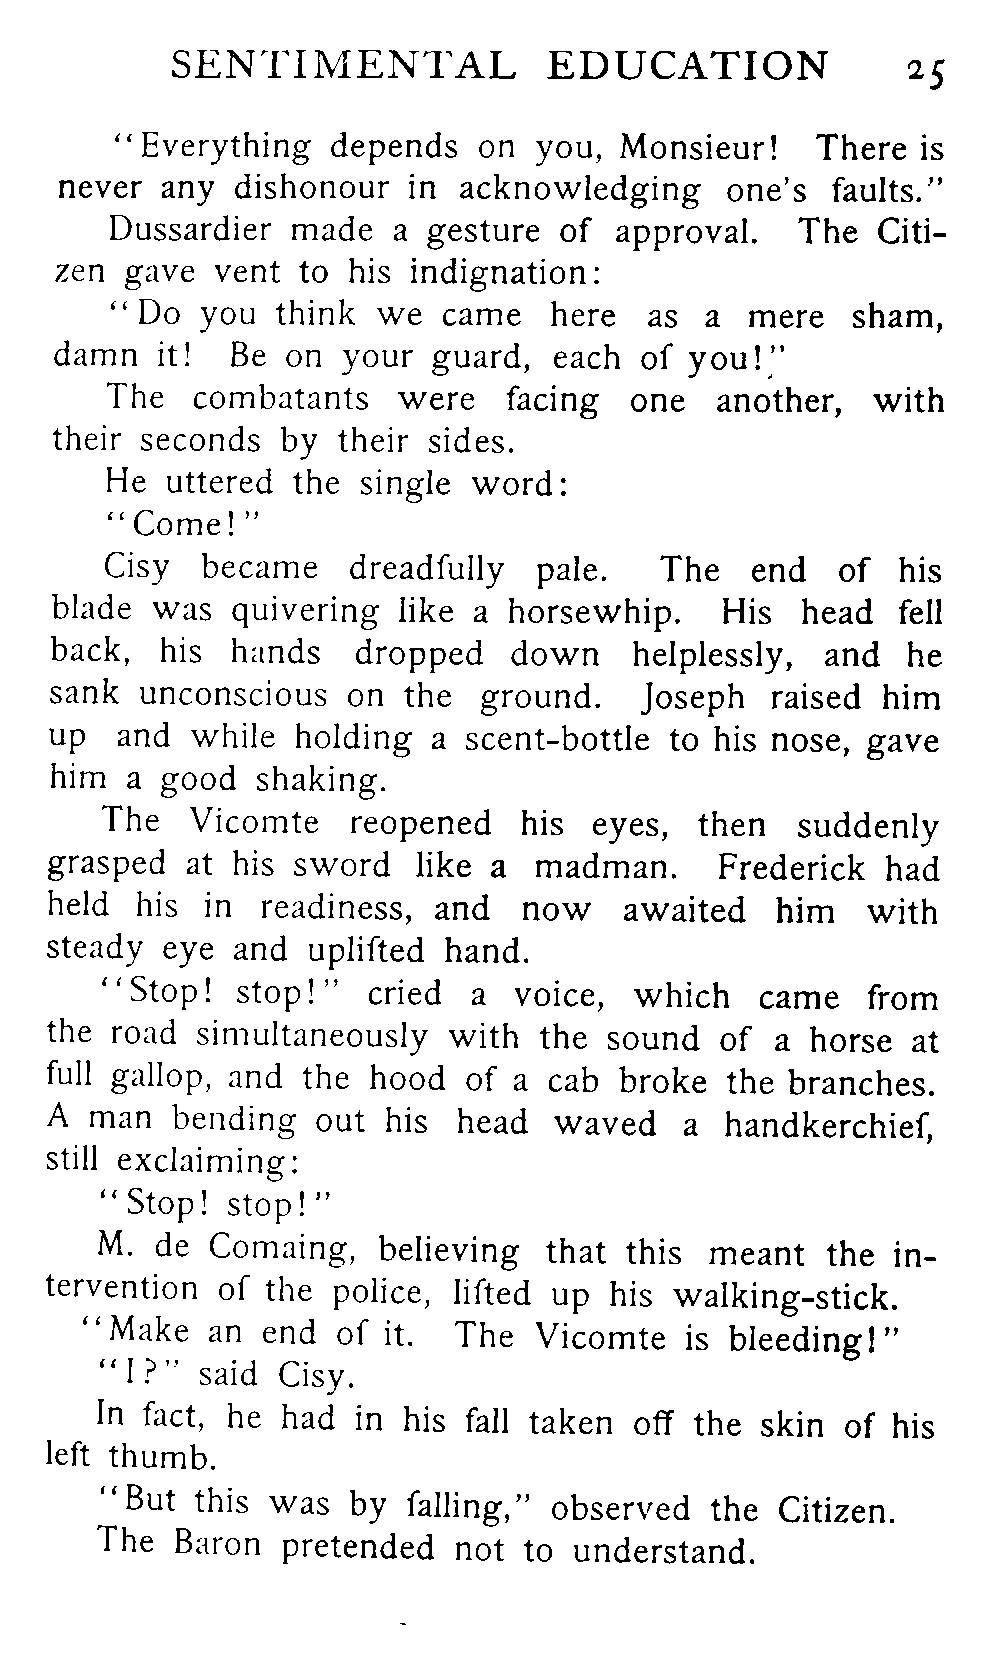 SENTIMENTAL EDUCATION 25
"Everything depends on you, Monsieur! There is
never any dishonour in acknowledging one's faults."
Dussardier made a gesture of approval. The Citi-
zen gave vent to his indignation:
"Do you think we came here as a mere sham,
damn it! Be on your guard, each of you!"
The combatants were facing one another, with
their seconds by their sides.
He uttered the single word:
"Come!"
Cisy became dreadfully pale. The end of his
blade was quivering like a horsewhip. His head fell
back, his hands dropped down helplessly, and he
sank unconscious on the ground. Joseph raised him
up and while holding a scent-bottle to his nose, gave
him a good shaking.
The Vicomte reopened his eyes, then suddenly
grasped at his sword like a madman. Frederick had
held his in readiness, and now awaited him with
steady eye and uplifted hand.
"Stop! stop!" cried a voice, which came from
the road simultaneously with the sound of a horse at
full gallop, and the hood of a cab broke the branches.
A man bending out his head waved a handkerchief,
still exclaiming:
"Stop! stop!"
M. de Comaing, believing that this meant the in-
tervention of the police, lifted up his walking-stick.
"Make an end of it. The Vicomte is bleeding!"
"I?" said Cisy.
In fact, he had in his fall taken off the skin of his
left thumb.
"But this was by falling," observed the Citizen.
The Baron pretended not to understand.